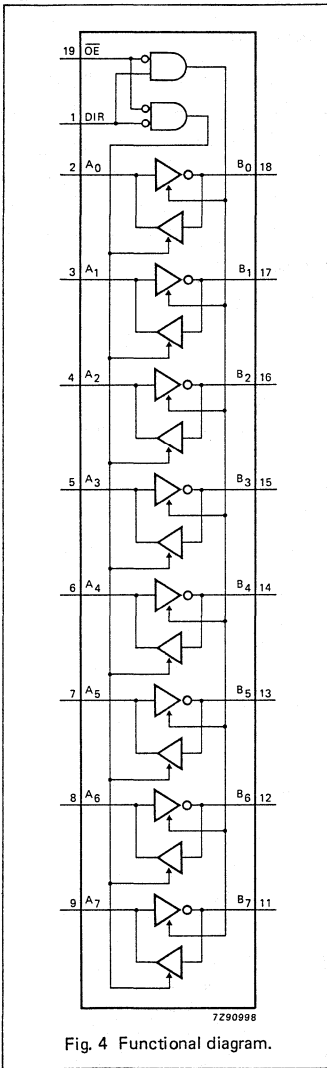 19 OE
1 DIR
2 A0 B0 18
3 A1 B1 17
4 A2 B2 16
5 A3 B3 15
6 A4 B4 14
7 A5 B5 13
8 A6 B6 12
9 A7 B7 11
7Z90998
Fig. 4 Functional diagram.